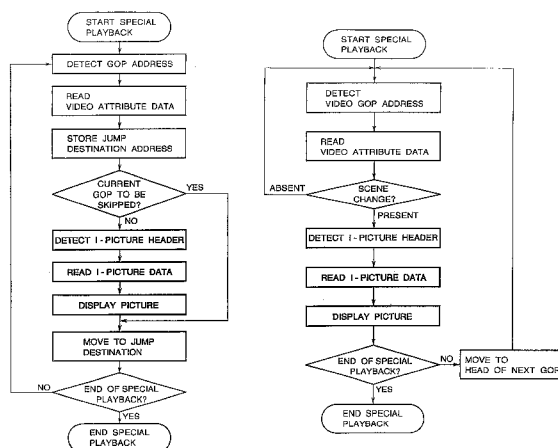 START SPECIAL
PLAYBACK
DETECT GOP ADDRESS
READ
VIDEO ATTRIBUTE DATA
STORE JUMP
DESTINATION ADDRESS
CURRENT
GOP TO BE
SKIPPED?
YES
NO
DETECT I-PICTURE HEADER
READ I-PICTURE DATA
DISPLAY PICTURE
MOVE TO JUMP
DESTINATION
NO
END OF SPECIAL
PLAYBACK?
YES
END SPECIAL
PLAYBACK
START SPECIAL
PLAYBACK
DETECT
VIDEO GOP ADDRESS
READ
VIDEO ATTRIBUTE DATA
ABSENT
SCENE
CHANGE?
PRESENT
DETECT I-PICTURE HEADER
READ I-PICTURE DATA
DISPLAY PICTURE
END OF SPECIAL
PLAYBACK?
NO
MOVE TO
HEAD OF NEXT GOP
YES
END SPECIAL
PLAYBACK